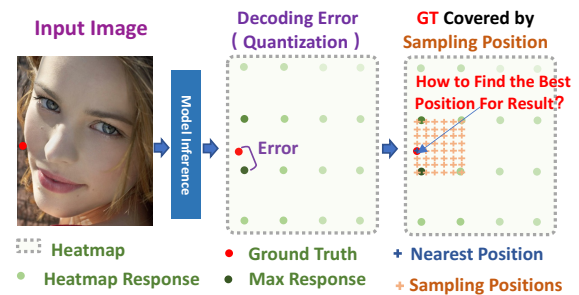 Input Image
Decoding Error
( Quantization )
GT Covered by
Sampling Position
Model Inference
Error
How to Find the Best
Position For Result?
Heatmap
Heatmap Response
Ground Truth
Max Response
Nearest Position
Sampling Positions